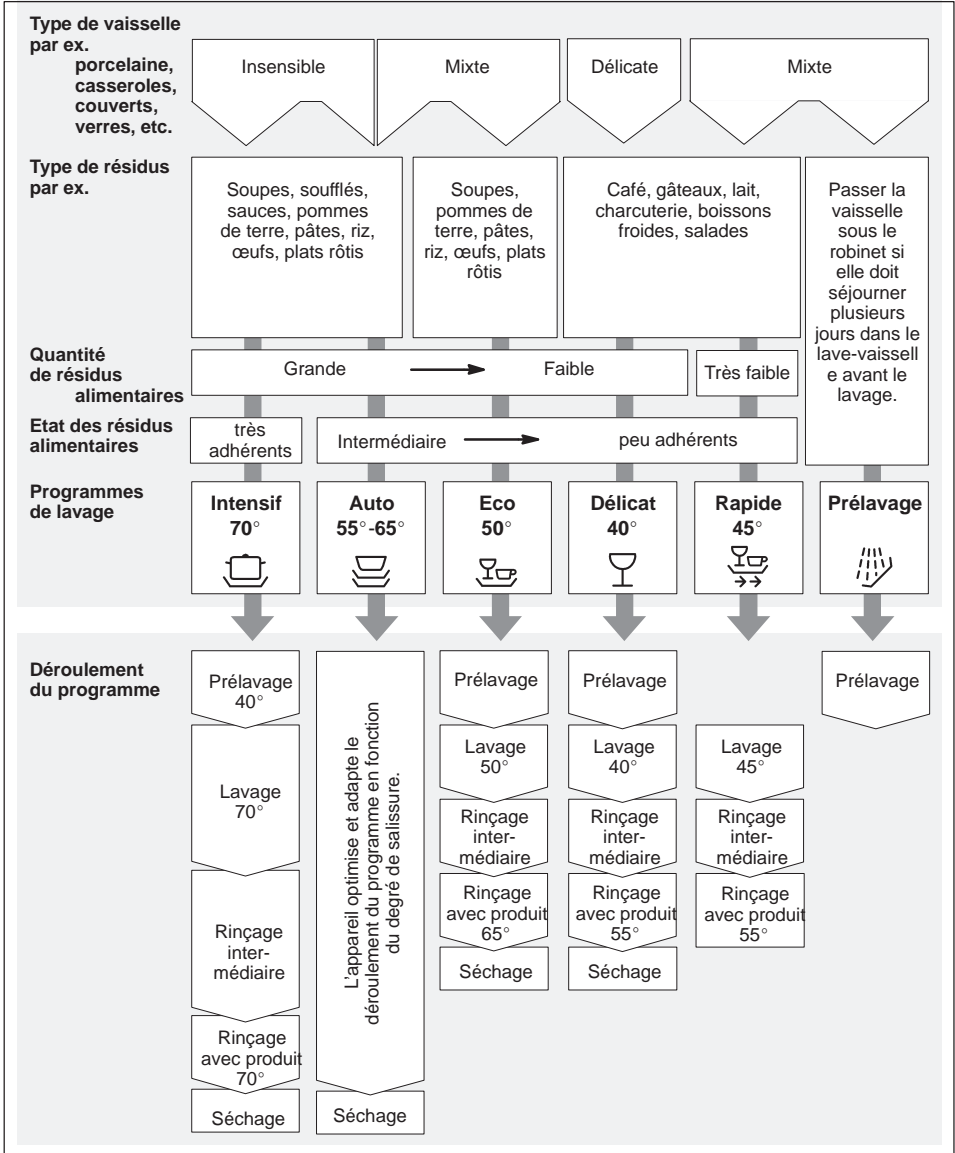 Type de vaisselle
par ex.
porcelaine,
casseroles,
couverts,
verres, etc.
Insensible
Mixte
Délicate
Mixte
Type de résidus
par ex.
Soupes, soufflés,
sauces, pommes
de terre, pâtes, riz,
œufs, plats rôtis
Soupes,
pommes de
terre, pâtes,
riz, œufs, plats
rôtis
Café, gâteaux, lait,
charcuterie, boissons
froides, salades
Passer la
vaisselle
sous le
robinet si
elle doit
séjourner
plusieurs
jours dans le
lave-vaissell
e avant le
lavage.
Quantité
de résidus
alimentaires
Grande
Faible
Très faible
Etat des résidus
alimentaires
très
adhérents
Intermédiaire
peu adhérents
Programmes
de lavage
Intensif
70°
Auto
55°-65°
Eco
50°
Délicat
40°
Rapide
45°
Prélavage
Déroulement
du programme
Prélavage
40°
Lavage
70°
Rinçage
inter-
médiaire
Rinçage
avec produit
70°
Séchage
L'appareil optimise et adapte le
déroulement du programme en fonction
du degré de salissure.
Séchage
Prélavage
Lavage
50°
Rinçage
inter-
médiaire
Rinçage
avec produit
65°
Séchage
Prélavage
Lavage
40°
Rinçage
inter-
médiaire
Rinçage
avec produit
55°
Séchage
Lavage
45°
Rinçage
inter-
médiaire
Rinçage
avec produit
55°
Prélavage